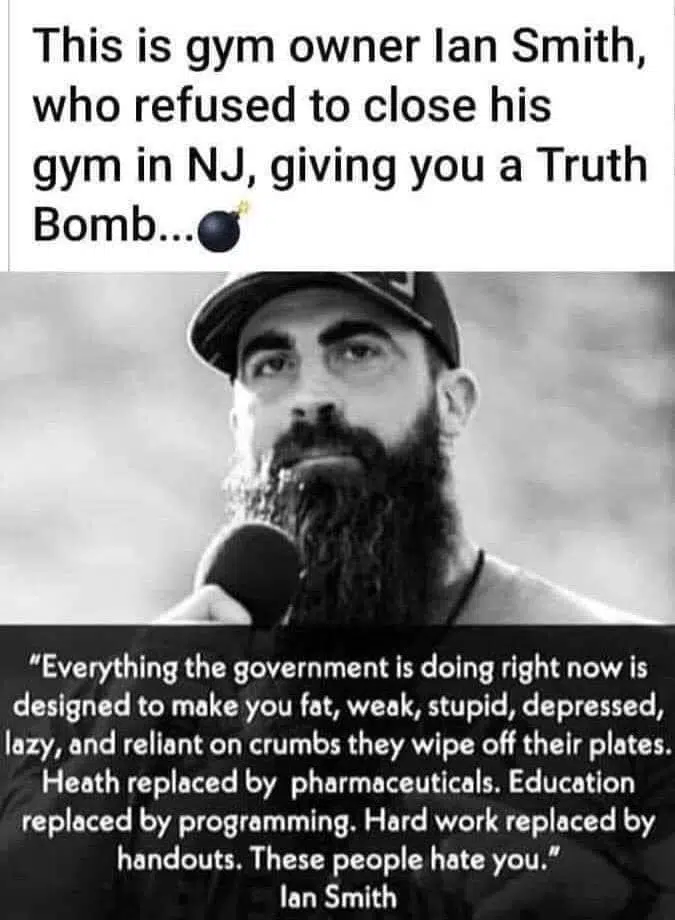 This is gym owner Ian Smith,
who refused to close his
gym in NJ, giving you a Truth
Bomb...💣
"Everything the government is doing right now is
designed to make you fat, weak, stupid, depressed,
lazy, and reliant on crumbs they wipe off their plates.
Heath replaced by pharmaceuticals. Education
replaced by programming. Hard work replaced by
handouts. These people hate you."
Ian Smith